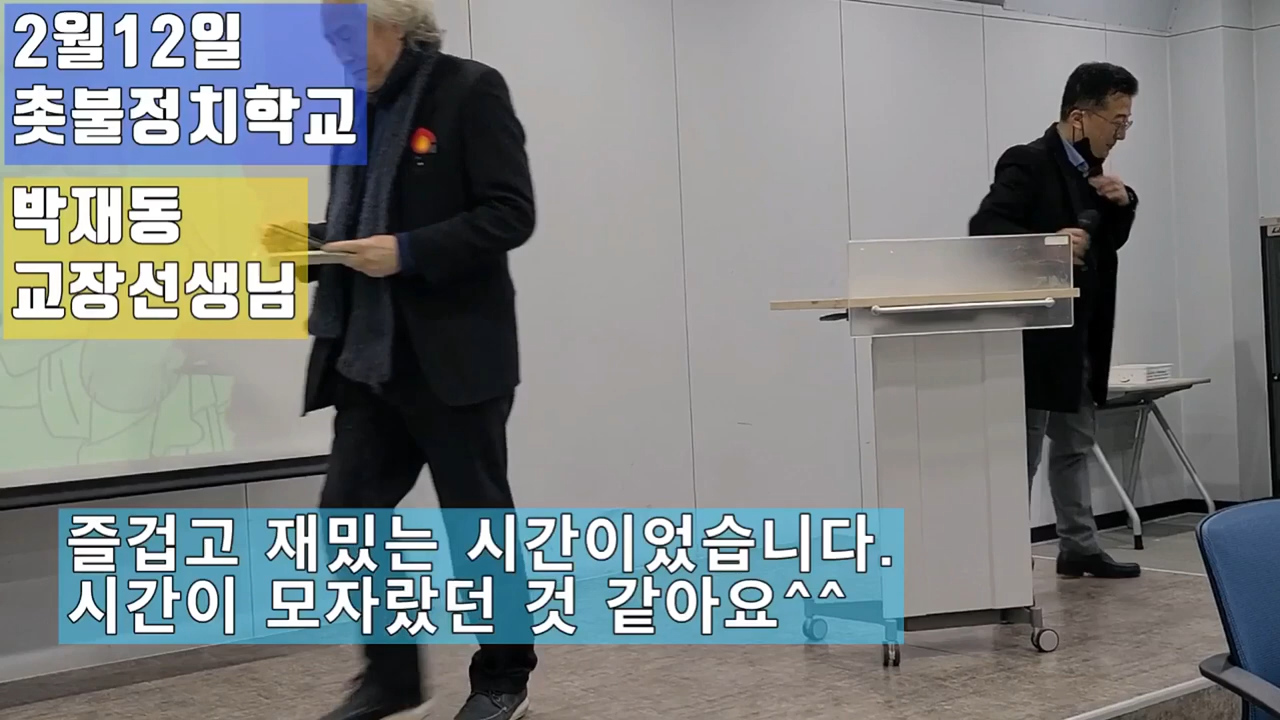 2월12일
촛불정치학교
박재동
교장선생님
즐겁고 재밌는 시간이었습니다.
시간이 모자랐던 것 같아요^^